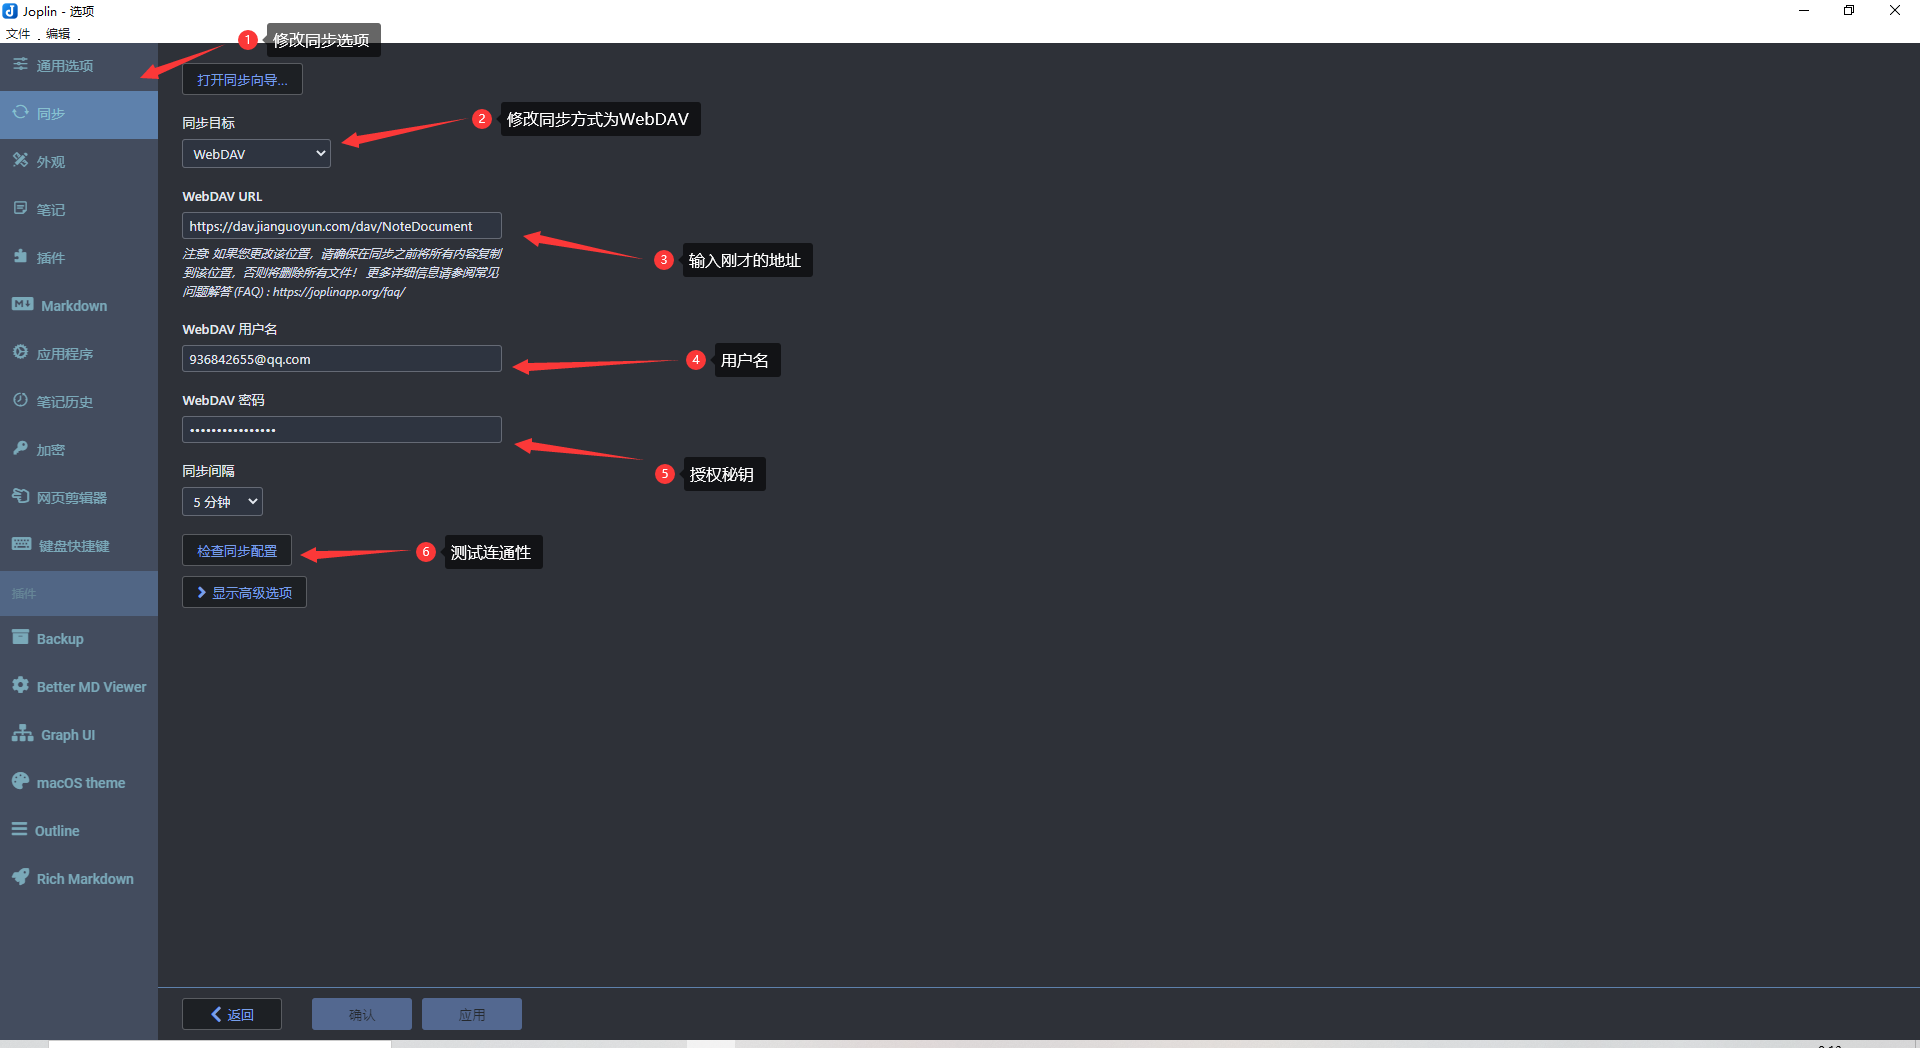 Joplin - 选项
文件
编辑
1 修改同步选项
通用选项
同步
外观
笔记
插件
Markdown
应用程序
笔记历史
加密
网页剪辑器
键盘快捷键
插件
Backup
Better MD Viewer
Graph UI
macOS theme
Outline
Rich Markdown
打开同步向导...
同步目标
2 修改同步方式为WebDAV
WebDAV
WebDAV URL
https://dav.jianguoyun.com/dav/NoteDocument
3 输入刚才的地址
注意: 如果您更改该位置，请确保在同步之前将所有内容复制
到该位置，否则将删除所有文件！ 更多详细信息请参阅常见
问题解答 (FAQ) : https://joplinapp.org/faq/
WebDAV 用户名
936842655@qq.com
4 用户名
WebDAV 密码
••••••••••••••••
5 授权秘钥
同步间隔
5 分钟
检查同步配置
6 测试连通性
显示高级选项
返回
确认
应用